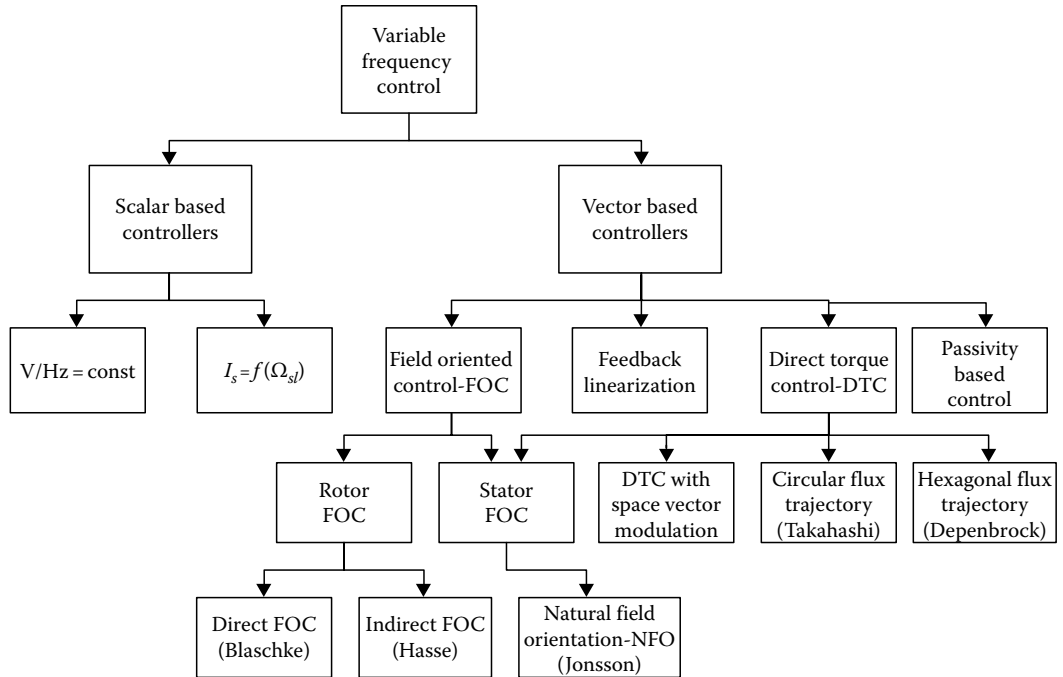 Variable
frequency
control
Scalar based
controllers
Vector based
controllers
V/Hz = const
I_s = f(Ω_sl)
Field oriented
control-FOC
Feedback
linearization
Direct torque
control-DTC
Passivity
based
control
Rotor
FOC
Stator
FOC
DTC with
space vector
modulation
Circular flux
trajectory
(Takahashi)
Hexagonal flux
trajectory
(Depenbrock)
Direct FOC
(Blaschke)
Indirect FOC
(Hasse)
Natural field
orientation-NFO
(Jonsson)